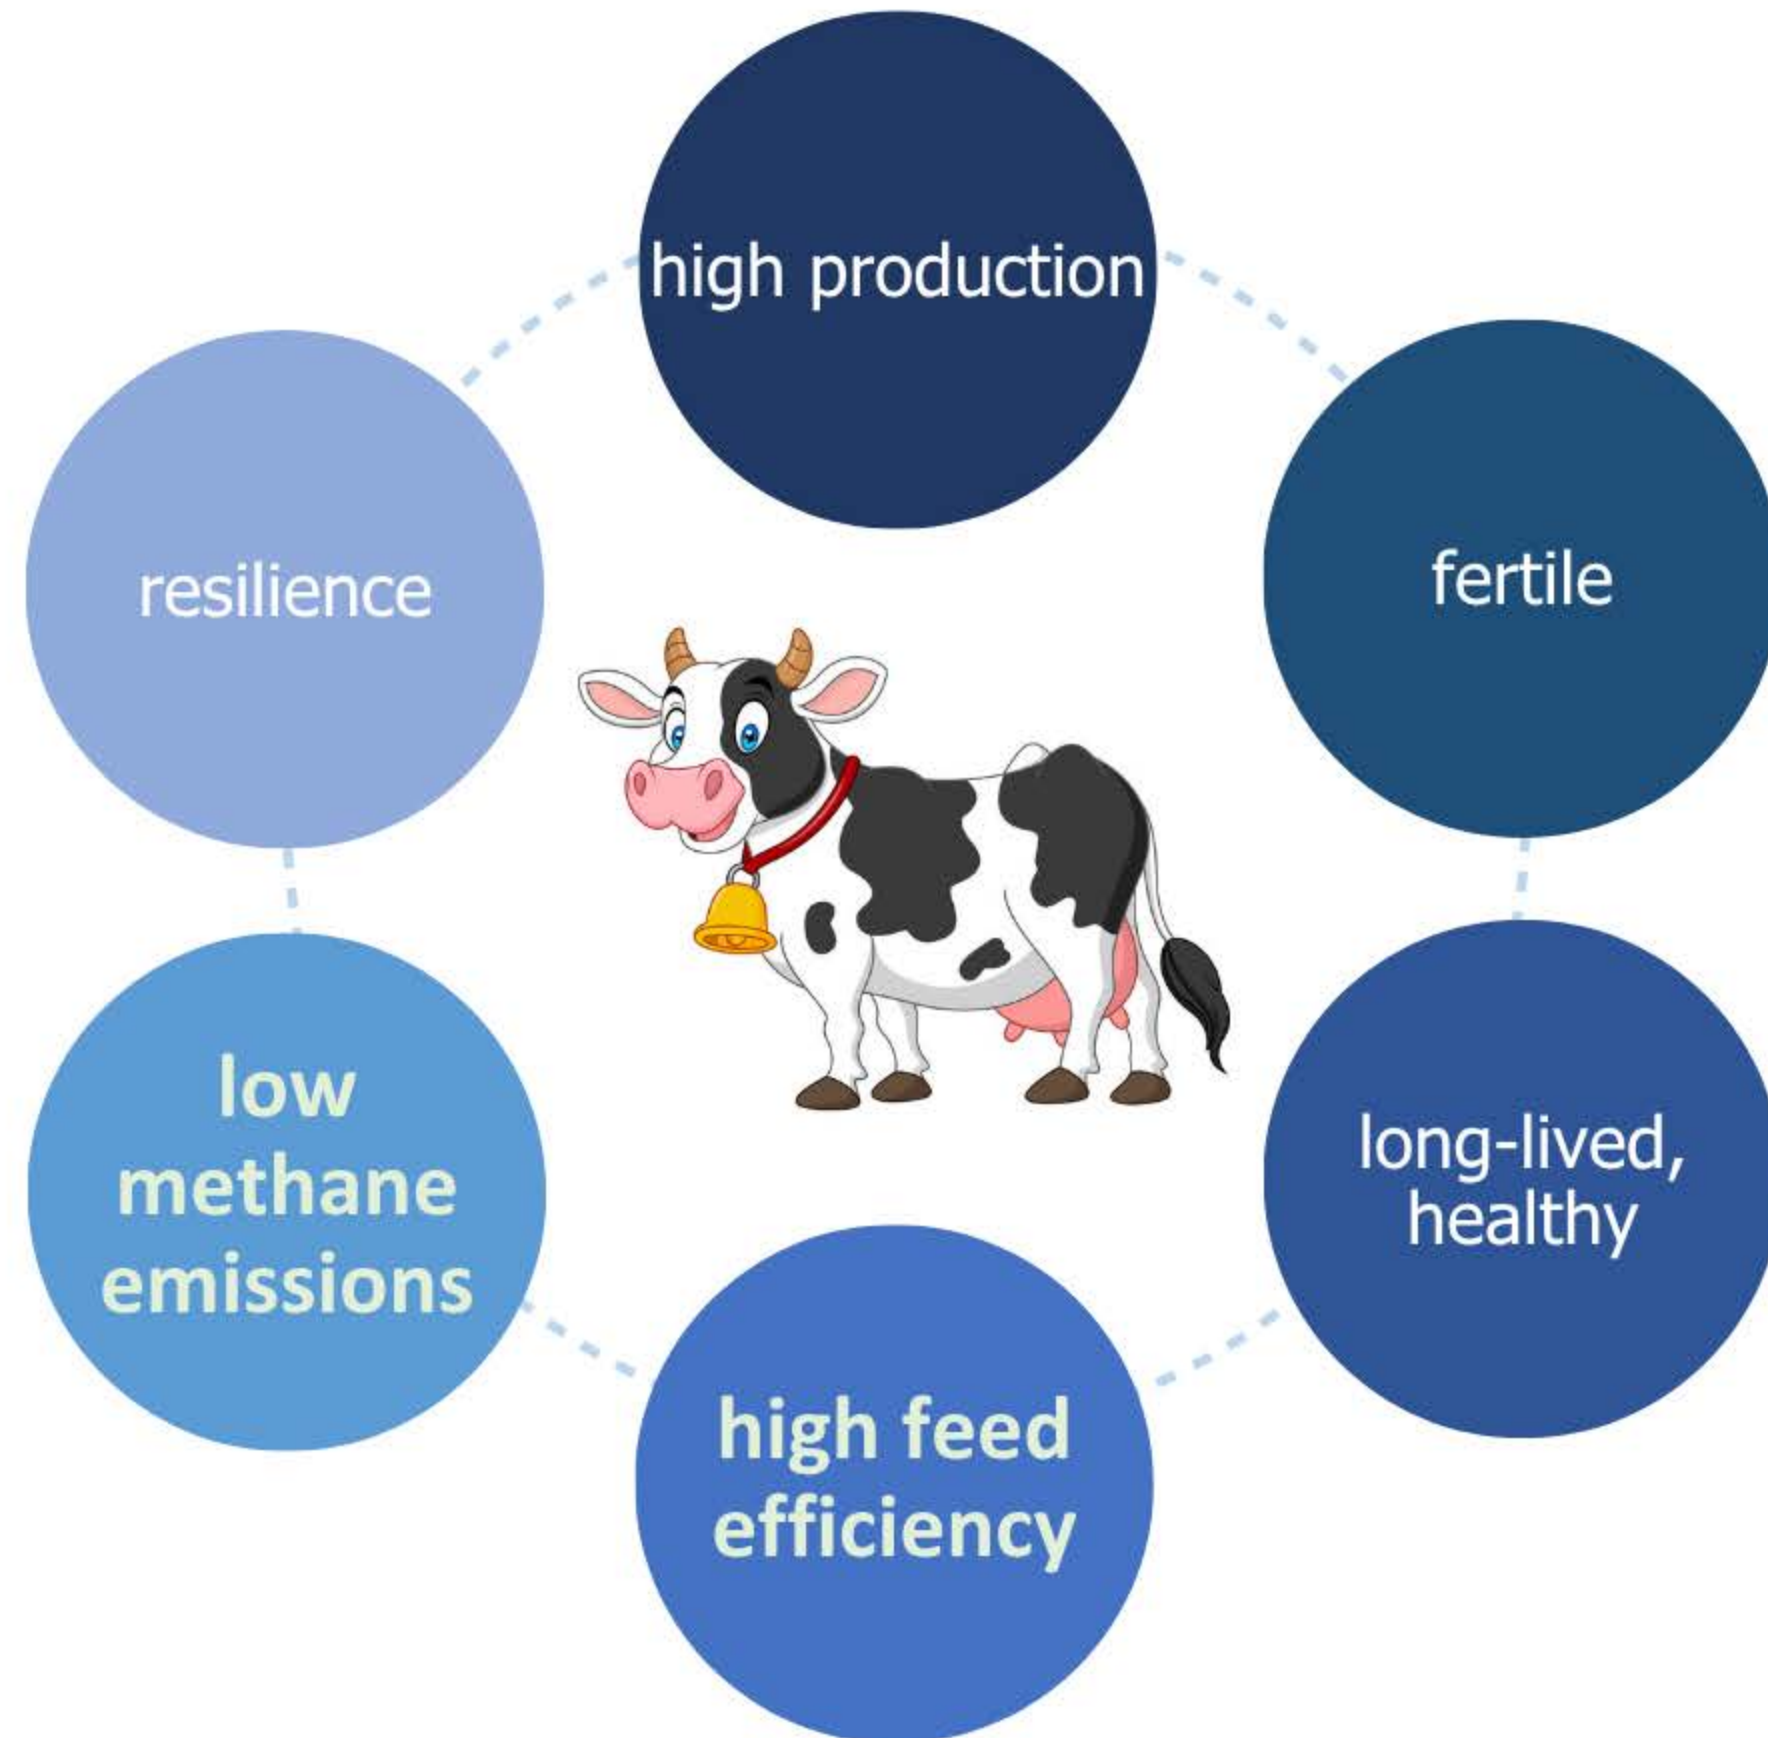 high production
fertile
long-lived,
healthy
high feed
efficiency
low
methane
emissions
resilience